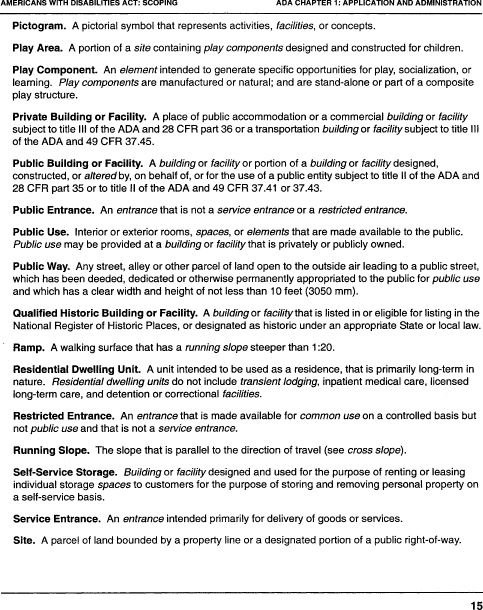 AMERICANS WITH DISABILITIES ACT: SCOPING ADA CHAPTER 1: APPLICATION AND ADMINISTRATION
Pictogram. A pictorial symbol that represents activities, facilities, or concepts.
Play Area. A portion of a site containing play components designed and constructed for children.
Play Component. An element intended to generate specific opportunities for play, socialization, or
learning. Play components are manufactured or natural; and are stand-alone or part of a composite
play structure.
Private Building or Facility. A place of public accommodation or a commercial building or facility
subject to title III of the ADA and 28 CFR part 36 or a transportation building or facility subject to title III
of the ADA and 49 CFR 37.45.
Public Building or Facility. A building or facility or portion of a building or facility designed,
constructed, or altered by, on behalf of, or for the use of a public entity subject to title II of the ADA and
28 CFR part 35 or to title II of the ADA and 49 CFR 37.41 or 37.43.
Public Entrance. An entrance that is not a service entrance or a restricted entrance.
Public Use. Interior or exterior rooms, spaces, or elements that are made available to the public.
Public use may be provided at a building or facility that is privately or publicly owned.
Public Way. Any street, alley or other parcel of land open to the outside air leading to a public street,
which has been deeded, dedicated or otherwise permanently appropriated to the public for public use
and which has a clear width and height of not less than 10 feet (3050 mm).
Qualified Historic Building or Facility. A building or facility that is listed in or eligible for listing in the
National Register of Historic Places, or designated as historic under an appropriate State or local law.
Ramp. A walking surface that has a running slope steeper than 1:20.
Residential Dwelling Unit. A unit intended to be used as a residence, that is primarily long-term in
nature. Residential dwelling units do not include transient lodging, inpatient medical care, licensed
long-term care, and detention or correctional facilities.
Restricted Entrance. An entrance that is made available for common use on a controlled basis but
not public use and that is not a service entrance.
Running Slope. The slope that is parallel to the direction of travel (see cross slope).
Self-Service Storage. Building or facility designed and used for the purpose of renting or leasing
individual storage spaces to customers for the purpose of storing and removing personal property on
a self-service basis.
Service Entrance. An entrance intended primarily for delivery of goods or services.
Site. A parcel of land bounded by a property line or a designated portion of a public right-of-way.
15